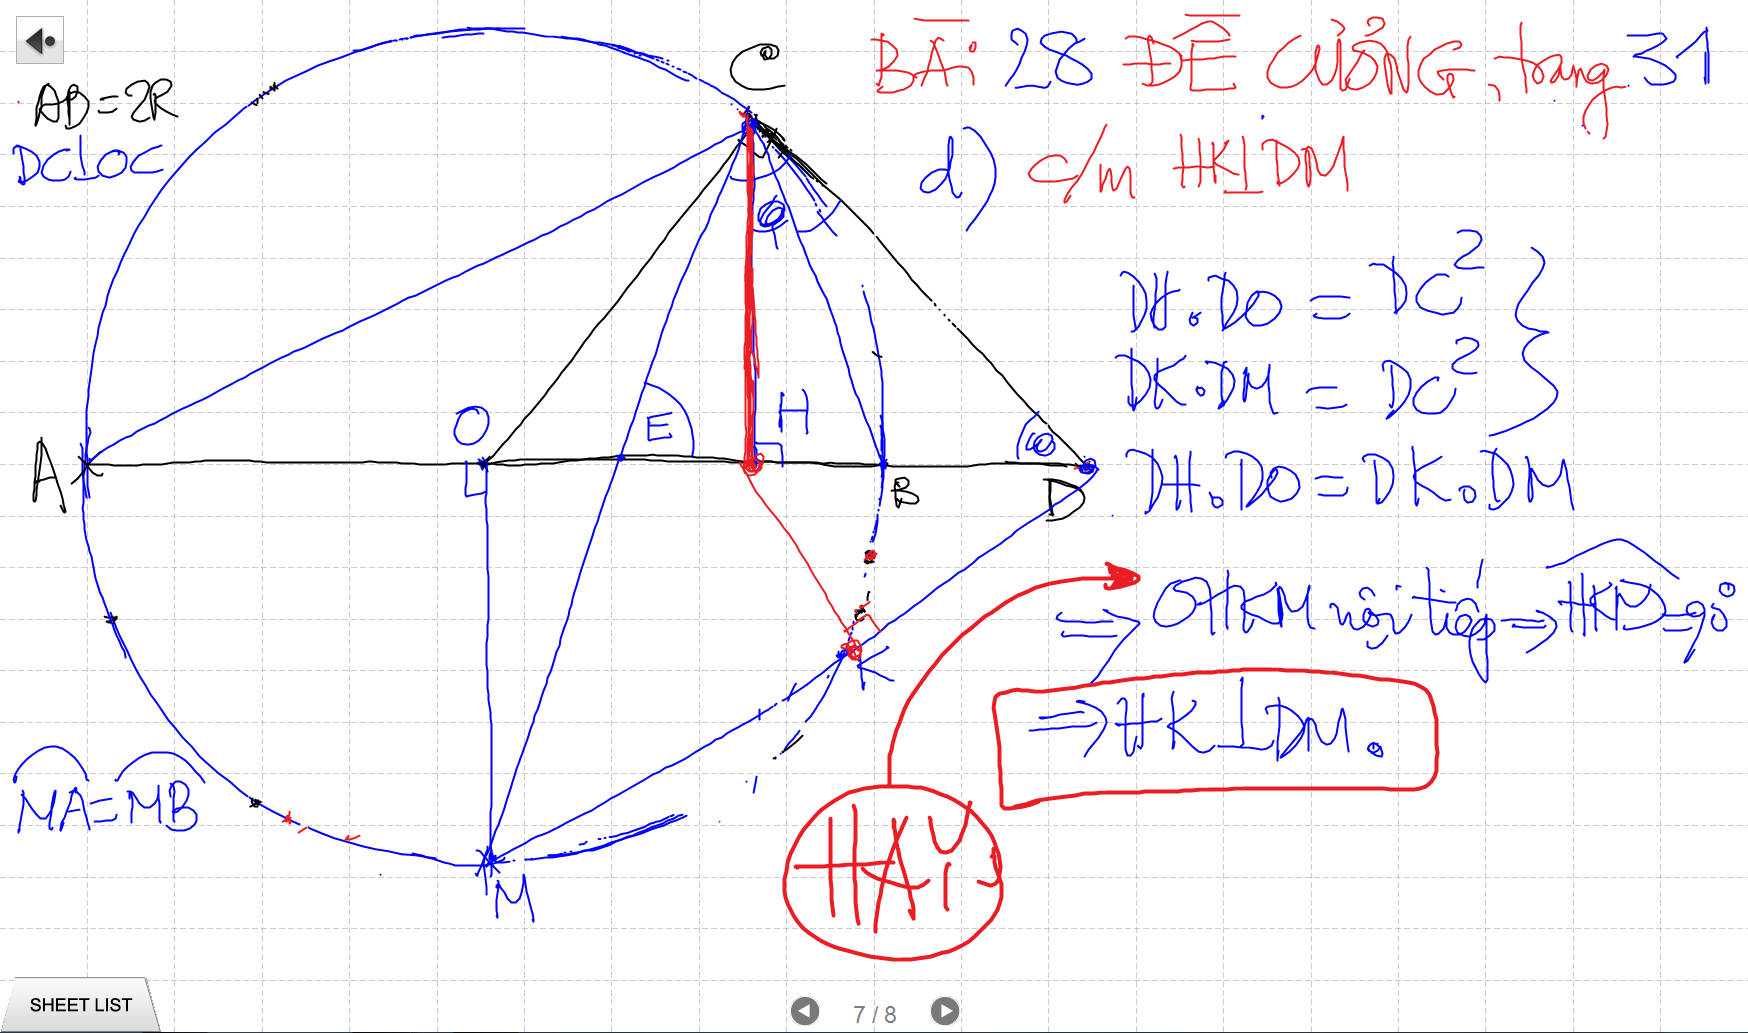 BÀI 28 ĐỀ CƯƠNG, trang 31
AB=2R
DC⊥OC
d) c/m HK⊥DM
C
DH.DO = DC²
DK.DM = DC²
O
E
H
A
B
D
DH.DO = DK.DM
⇒ OHKM nội tiếp ⇒ HKD=90°
K
⇒ HK⊥DM.
MA=MB
HAY
M
SHEET LIST
7 / 8